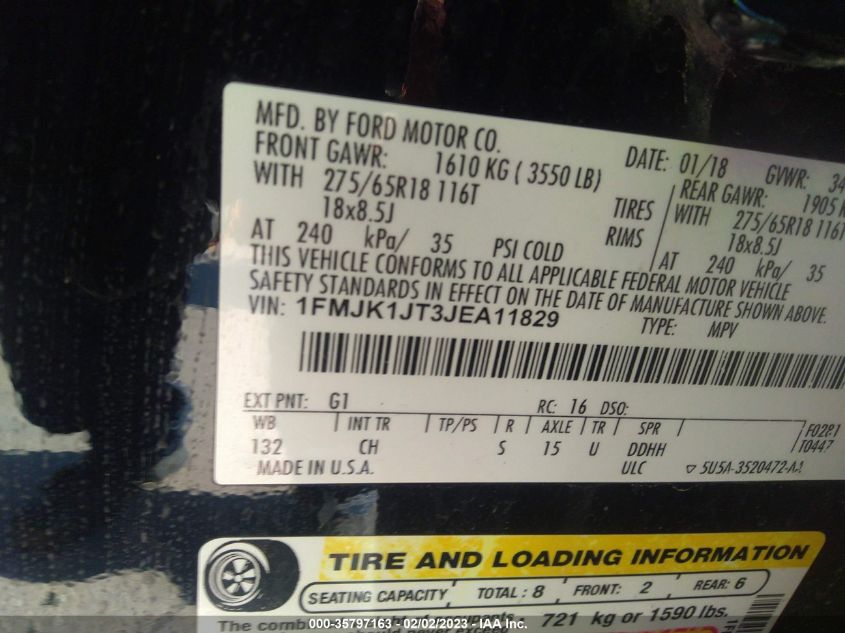 MFD. BY FORD MOTOR CO.
DATE: 01/18 GVWR: 34
FRONT GAWR: 1610 KG ( 3550 LB)
REAR GAWR: 1905 K
WITH 275/65R18 116T TIRES
WITH 275/65R18 116T
18x8.5J RIMS
18x8.5J
AT 240 kPa/ 35 PSI COLD
AT 240 kPa/ 35
THIS VEHICLE CONFORMS TO ALL APPLICABLE FEDERAL MOTOR VEHICLE
SAFETY STANDARDS IN EFFECT ON THE DATE OF MANUFACTURE SHOWN ABOVE.
VIN: 1FMJK1JT3JEA11829
TYPE: MPV
EXT PNT: G1 RC: 16 DSO:
WB INT TR TP/PS R AXLE TR SPR
132 CH S 15 U DDHH T0447
MADE IN U.S.A. ULC
TIRE AND LOADING INFORMATION
SEATING CAPACITY TOTAL : 8 FRONT: 2 REAR: 6
The 721 kg or 1590 lbs.
should never exceed
000-35797163 - 02/02/2023 - IAA Inc.